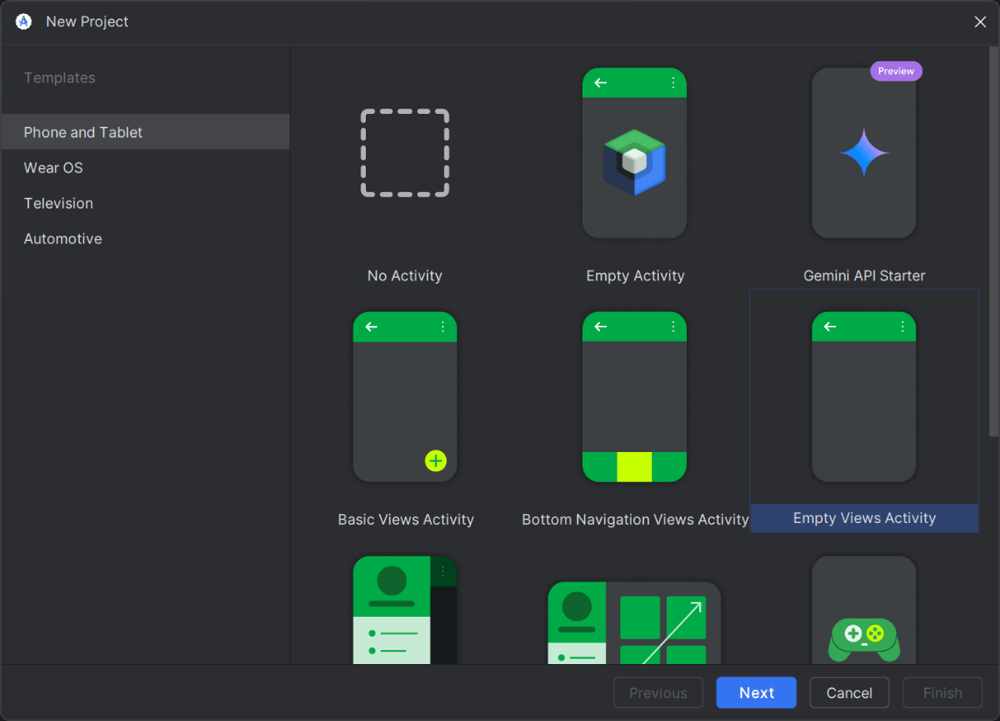 New Project
Templates
Phone and Tablet
Wear OS
Television
Automotive
Preview
No Activity
Empty Activity
Gemini API Starter
Basic Views Activity
Bottom Navigation Views Activity
Empty Views Activity
Previous
Next
Cancel
Finish